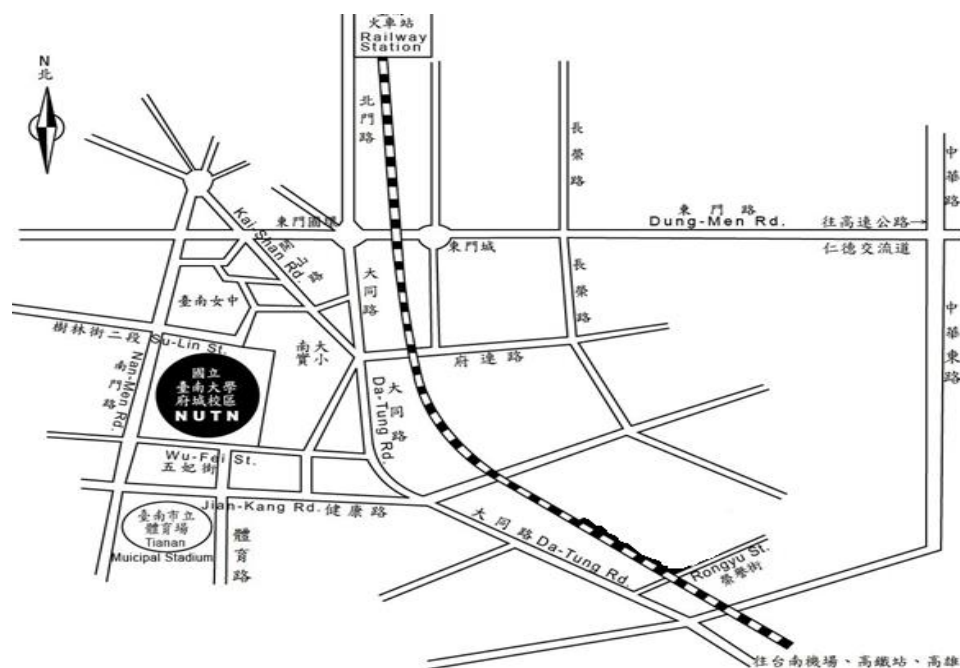 火車站
Railway
Station
N
北
北門路
長榮路
中華路
東門路
Dung-Men Rd.
往高速公路→
仁德交流道
東門圓環
東門城
Kai-Shan Rd.
開山路
大同路
長榮路
中華東路
臺南女中
樹林街二段 Su-Lin St.
南大
實小
府連路
Nan-Men Rd.
南門路
國立
臺南大學
府城校區
NUTN
大同路
Da-Tung Rd.
Wu-Fei St.
五妃街
Jian-Kang Rd. 健康路
臺南市立
體育場
Tianan
Muicipal Stadium
體育路
大同路 Da-Tung Rd.
Rongyu St.
榮譽街
往台南機場、高鐵站、高雄